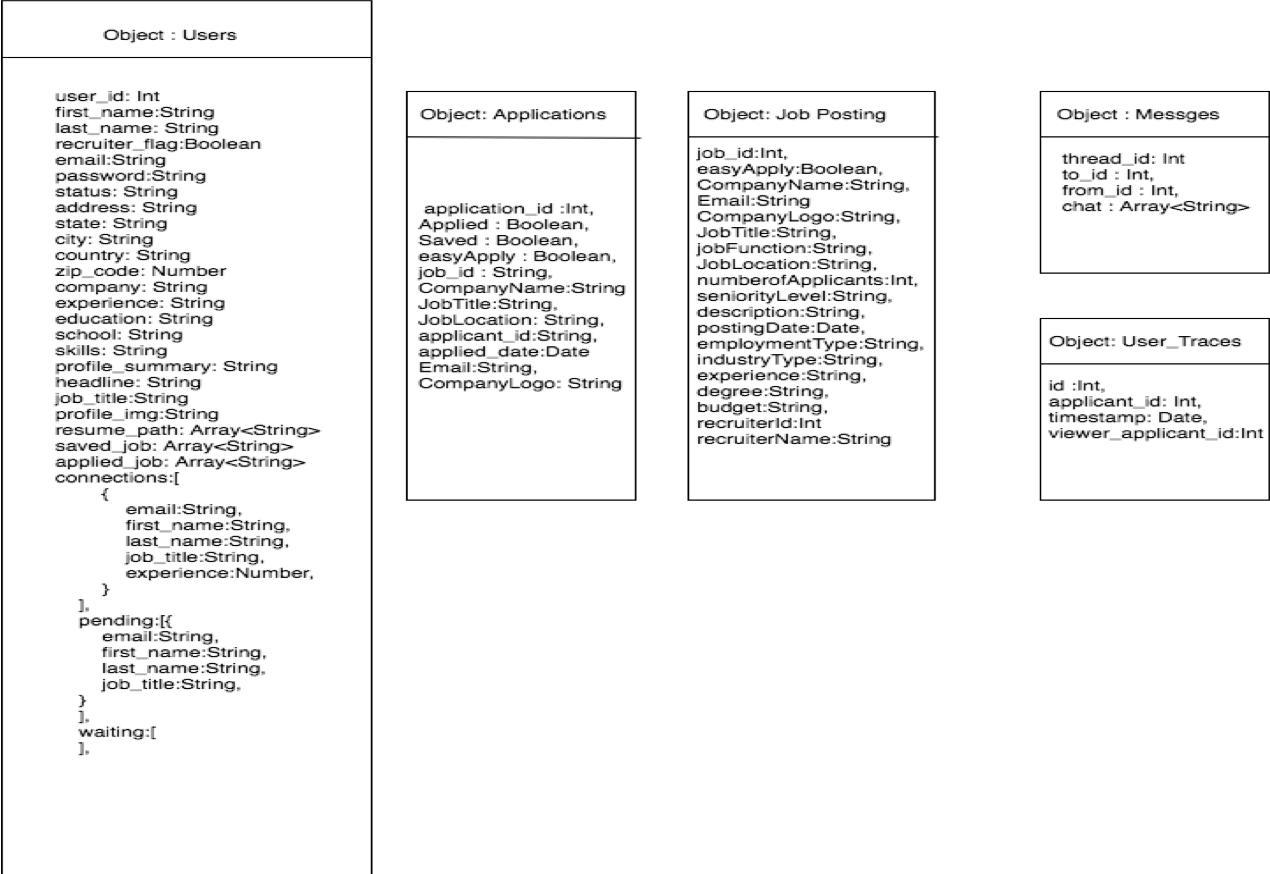 Object : Users
user_id: Int
first_name:String
last_name: String
recruiter_flag:Boolean
email:String
password:String
status: String
address: String
state: String
city: String
country: String
zip_code: Number
company: String
experience: String
education: String
school: String
skills: String
profile_summary: String
headline: String
job_title:String
profile_img:String
resume_path: Array<String>
saved_job: Array<String>
applied_job: Array<String>
connections:[
{
email:String,
first_name:String,
last_name:String,
job_title:String,
experience:Number,
}
],
pending:[{
email:String,
first_name:String,
last_name:String,
job_title:String,
}
],
waiting:[
],
Object: Applications
application_id :Int,
Applied : Boolean,
Saved : Boolean,
easyApply : Boolean,
job_id : String,
CompanyName:String
JobTitle:String,
JobLocation: String,
applicant_id:String,
applied_date:Date
Email:String,
CompanyLogo: String
Object: Job Posting
job_id:Int,
easyApply:Boolean,
CompanyName:String,
Email:String
CompanyLogo:String,
JobTitle:String,
jobFunction:String,
JobLocation:String,
numberofApplicants:Int,
seniorityLevel:String,
description:String,
postingDate:Date,
employmentType:String,
industryType:String,
experience:String,
degree:String,
budget:String,
recruiterId:Int
recruiterName:String
Object : Messges
thread_id: Int
to_id : Int,
from_id : Int,
chat : Array<String>
Object: User_Traces
id :Int,
applicant_id: Int,
timestamp: Date,
viewer_applicant_id:Int